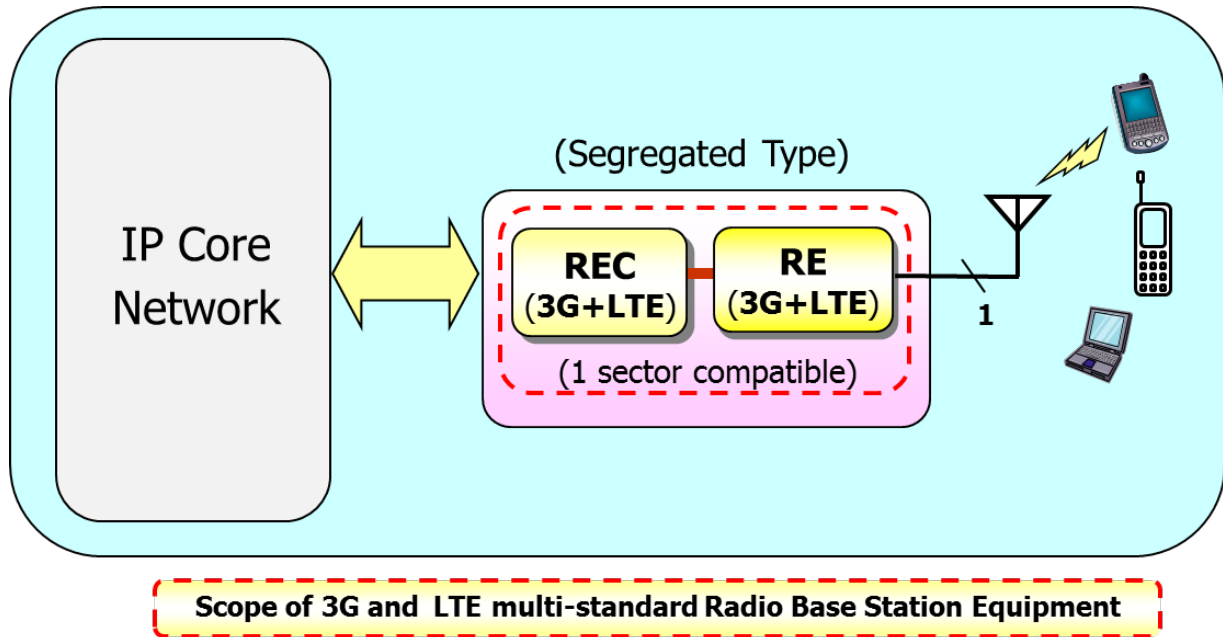 (Segregated Type)
IP Core
Network
REC
(3G+LTE)
RE
(3G+LTE)
1
(1 sector compatible)
Scope of 3G and LTE multi-standard Radio Base Station Equipment